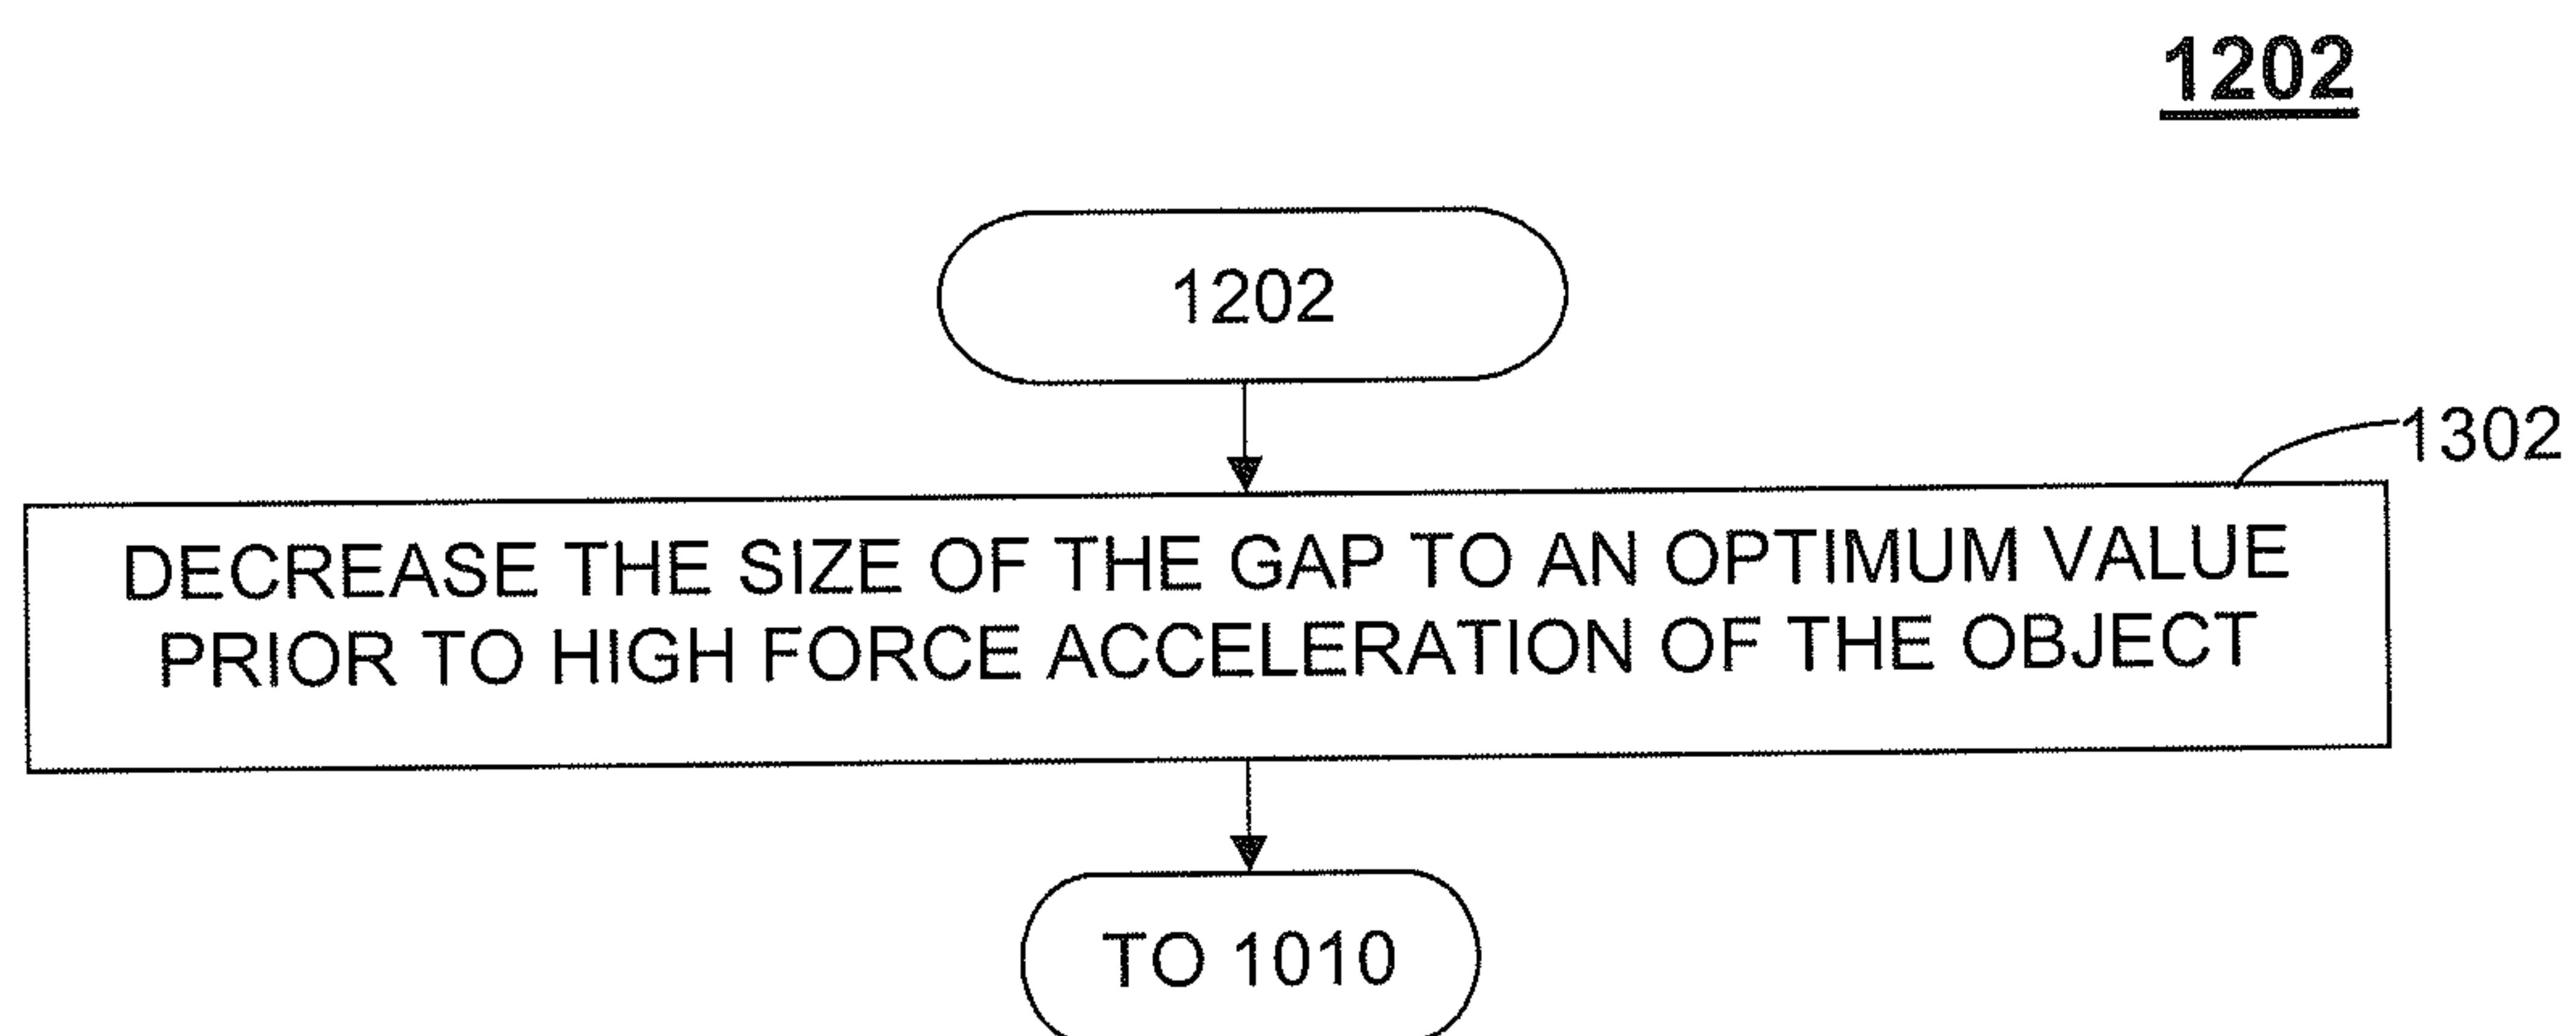 1202
1202
1302
DECREASE THE SIZE OF THE GAP TO AN OPTIMUM VALUE
PRIOR TO HIGH FORCE ACCELERATION OF THE OBJECT
TO 1010